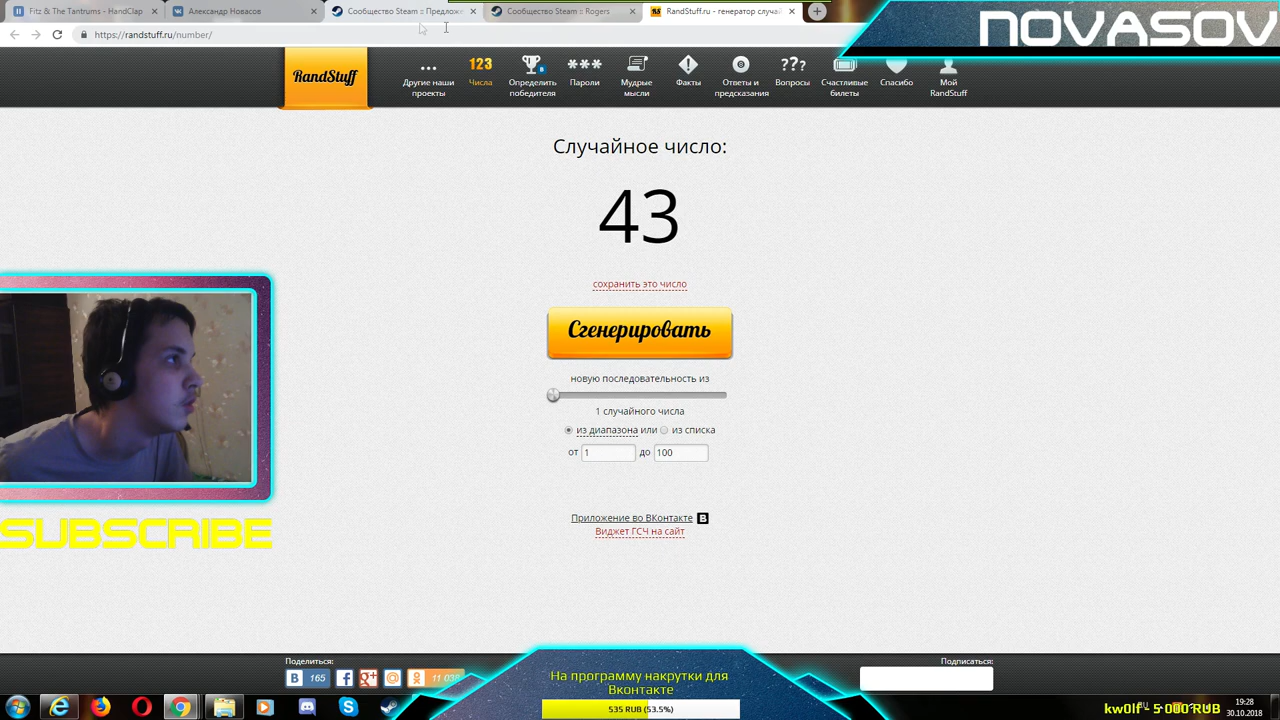 Fitz & The Tantrums - HandClap
Александр Новасов
Сообщество Steam :: Предлож
Сообщество Steam :: Rogers
RandStuff.ru - генератор случай
NOVASOV
https://randstuff.ru/number/
RandStuff
Другие наши проекты
123
Числа
Определить победителя
Пароли
Мудрые мысли
Факты
Ответы и предсказания
???
Вопросы
Счастливые билеты
Спасибо
Мой RandStuff
Случайное число:
43
сохранить это число
Сгенерировать
новую последовательность из
1 случайного числа
из диапазона или из списка
от 1 до 100
Приложение во ВКонтакте
Виджет ГСЧ на сайт
SUBSCRIBE
Поделиться:
165
Подписаться:
На программу накрутки для
Вконтакте
535 RUB (53.5%)
kw0lf - 5 000 RUB
19:28
30.10.2018